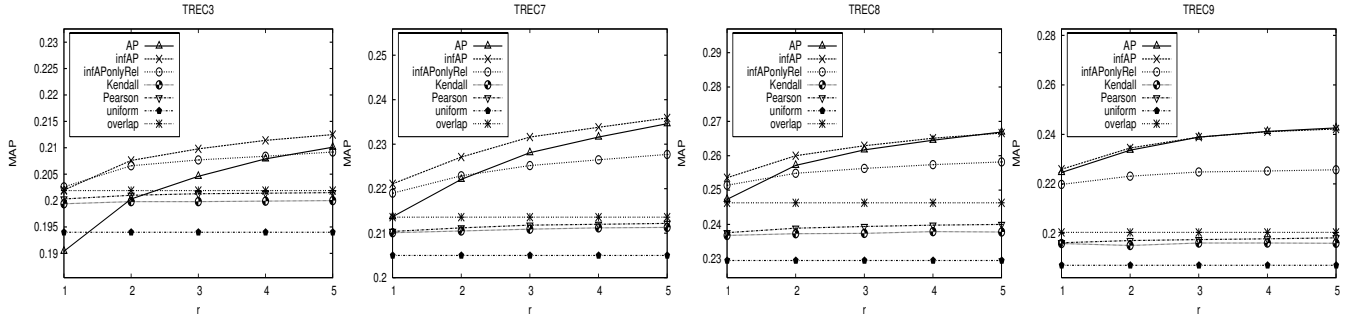 TREC3
0.23
0.225
0.22
0.215
0.21
0.205
0.2
0.195
0.19
MAP
AP
infAP
infAPonlyRel
Kendall
Pearson
uniform
overlap
1 2 3 4 5
r
TREC7
0.25
0.24
0.23
0.22
0.21
0.2
MAP
AP
infAP
infAPonlyRel
Kendall
Pearson
uniform
overlap
1 2 3 4 5
r
TREC8
0.29
0.28
0.27
0.26
0.25
0.24
0.23
MAP
AP
infAP
infAPonlyRel
Kendall
Pearson
uniform
overlap
1 2 3 4 5
r
TREC9
0.28
0.26
0.24
0.22
0.2
MAP
AP
infAP
infAPonlyRel
Kendall
Pearson
uniform
overlap
1 2 3 4 5
r